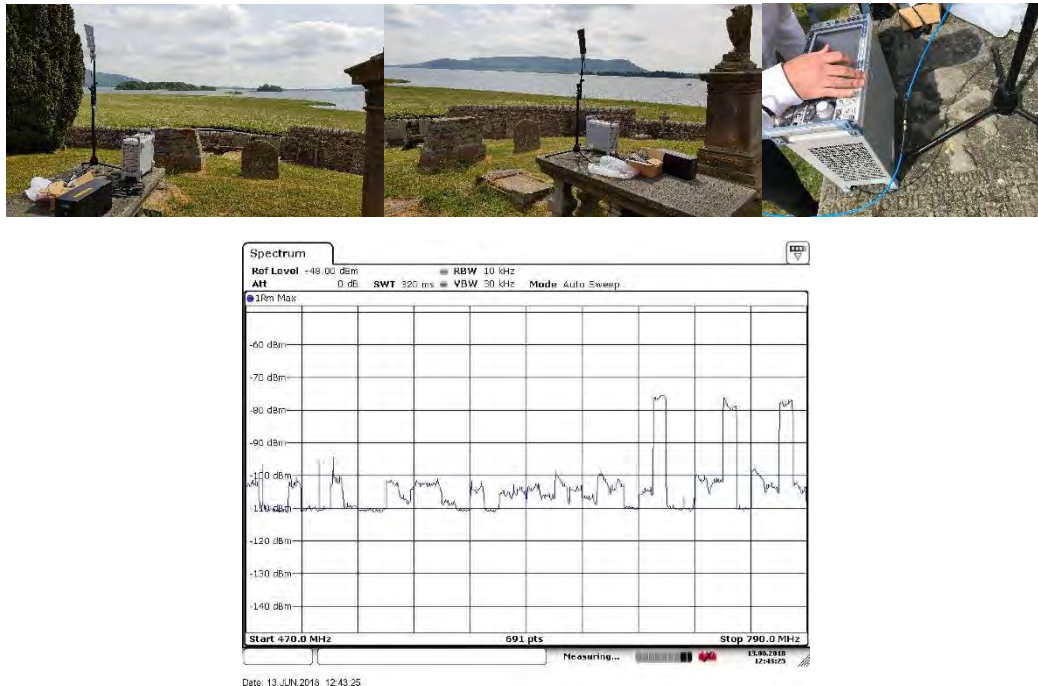 Spectrum
Ref Level -48.00 dBm RBW 10 kHz
Att 0 dB SWT 320 ms VBW 30 kHz Mode Auto Sweep
1Rm Max
-60 dBm
-70 dBm
-80 dBm
-90 dBm
-100 dBm
-110 dBm
-120 dBm
-130 dBm
-140 dBm
Start 470.0 MHz 691 pts Stop 790.0 MHz
Measuring... 13.06.2018
12:43:25
Date: 13.JUN.2018 12:43:25